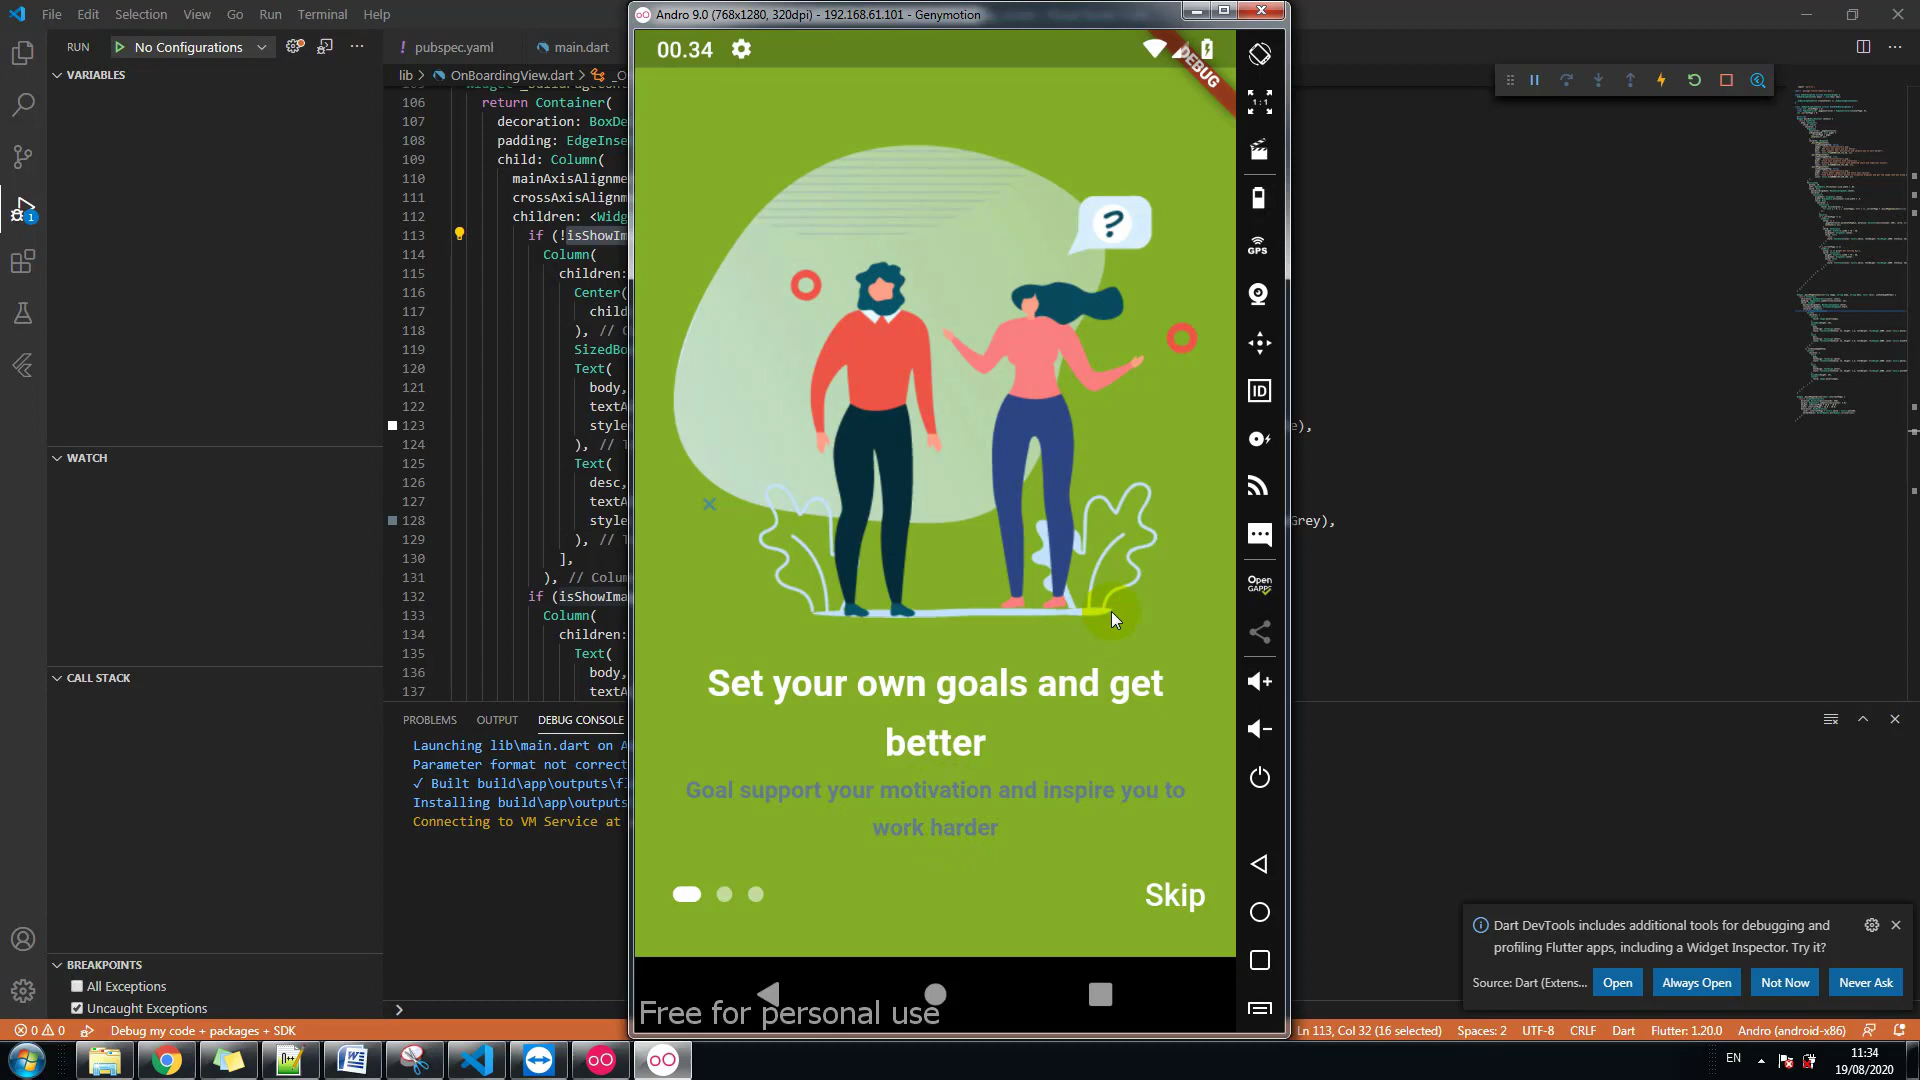 File Edit Selection View Go Run Terminal Help
Andro 9.0 (768x1280, 320dpi) - 192.168.61.101 - Genymotion
RUN No Configurations
pubspec.yaml
main.dart
00.34
DEBUG
VARIABLES
lib > OnBoardingView.dart >
106 return Container(
107 decoration: BoxDe
108 padding: EdgeInse
109 child: Column(
110 mainAxisAlignme
111 crossAxisAlignm
112 children: <Widg
113 if (!isShowIm
114 Column(
115 children:
116 Center(
117 child
118 ), // C
119 SizedBo
120 Text(
121 body,
122 textA
123 style
e),
124 ), // T
125 Text(
126 desc,
127 textA
128 style
Grey),
129 ), // T
130 ],
131 ), // Colum
132 if (isShowIma
133 Column(
134 children:
135 Text(
136 body,
137 textA
?
1:1
GPS
ID
Open
GAPPS
WATCH
CALL STACK
BREAKPOINTS
All Exceptions
Uncaught Exceptions
PROBLEMS OUTPUT DEBUG CONSOLE
Launching lib\main.dart on A
Parameter format not correct
✓ Built build\app\outputs\fl
Installing build\app\outputs
Connecting to VM Service at
Set your own goals and get
better
Goal support your motivation and inspire you to
work harder
Skip
Free for personal use
Dart DevTools includes additional tools for debugging and
profiling Flutter apps, including a Widget Inspector. Try it?
Source: Dart (Extens... Open Always Open Not Now Never Ask
0 0 Debug my code + packages + SDK
Ln 113, Col 32 (16 selected) Spaces: 2 UTF-8 CRLF Dart Flutter: 1.20.0 Andro (android-x86)
EN
11:34
19/08/2020